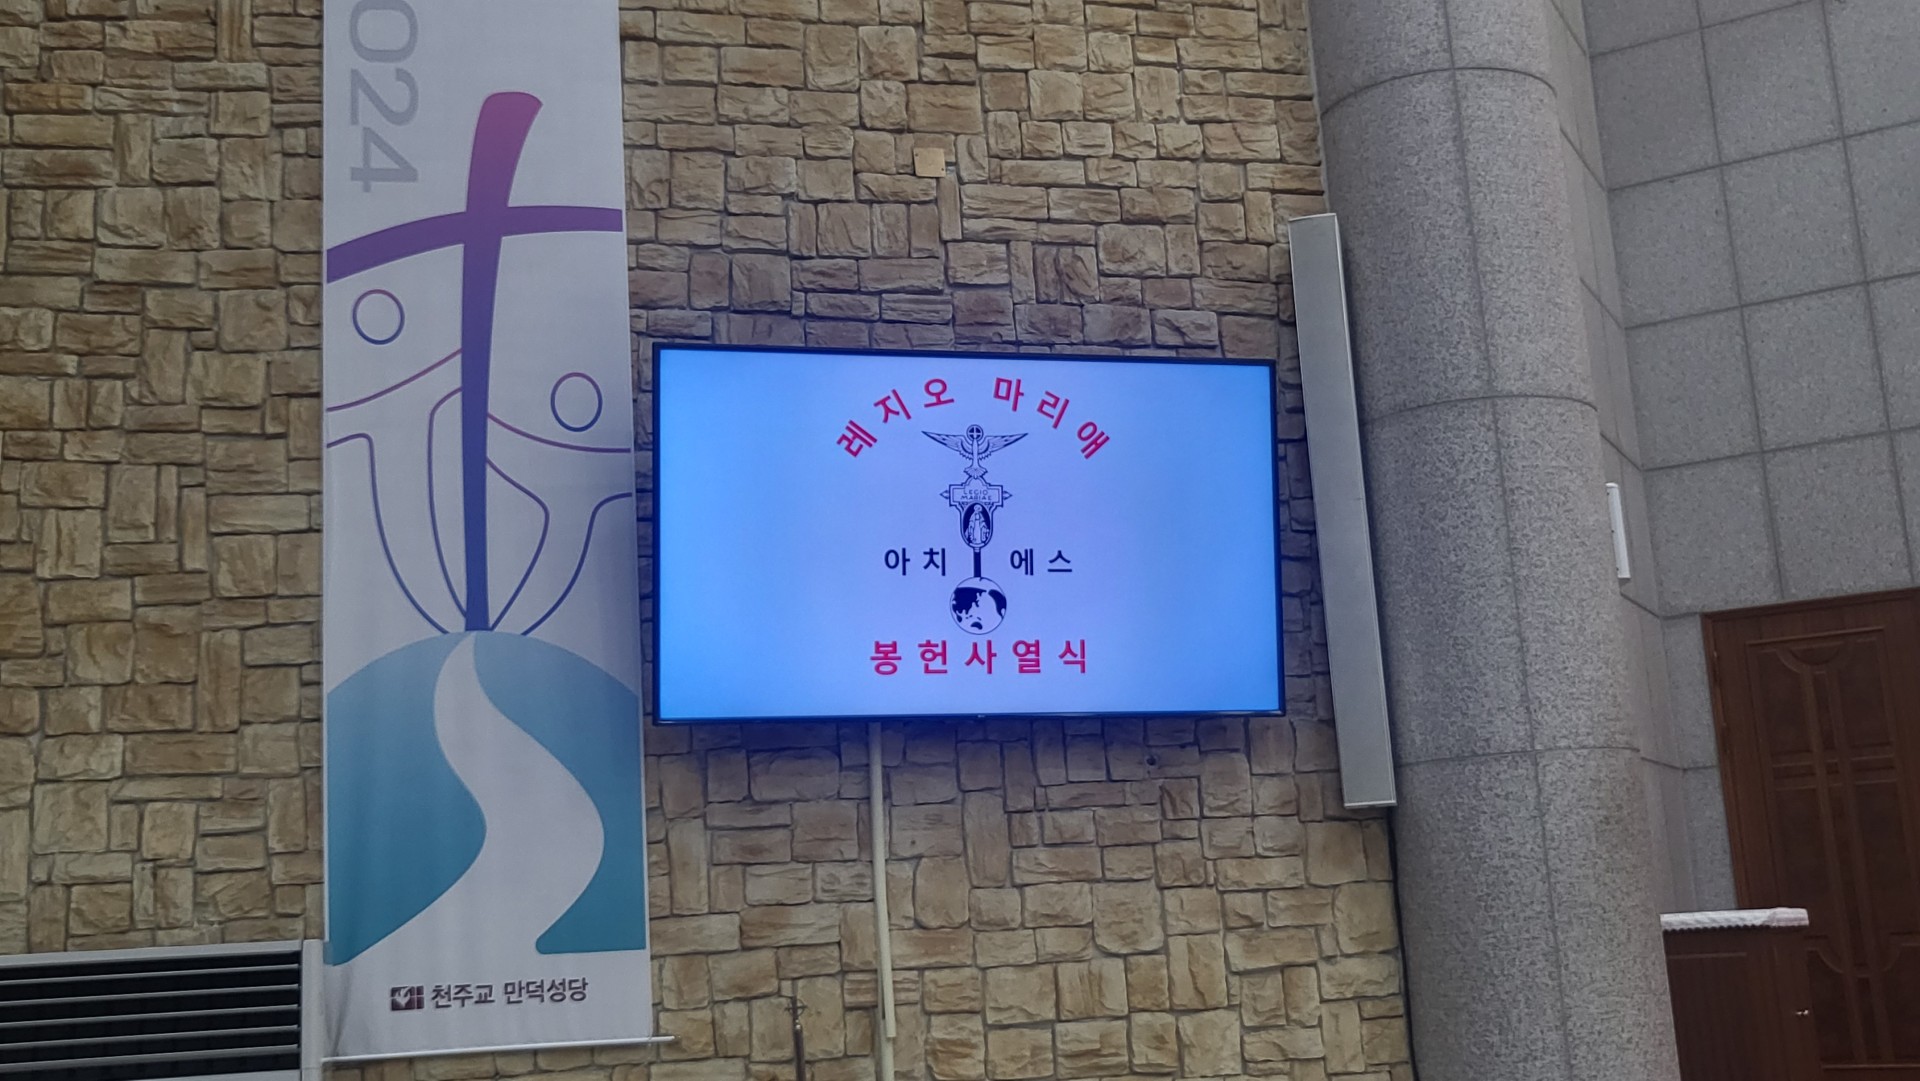 2024
천주교 만덕성당
레지오 마리애
LEGIO
MARIAE
아치에스
봉헌사열식